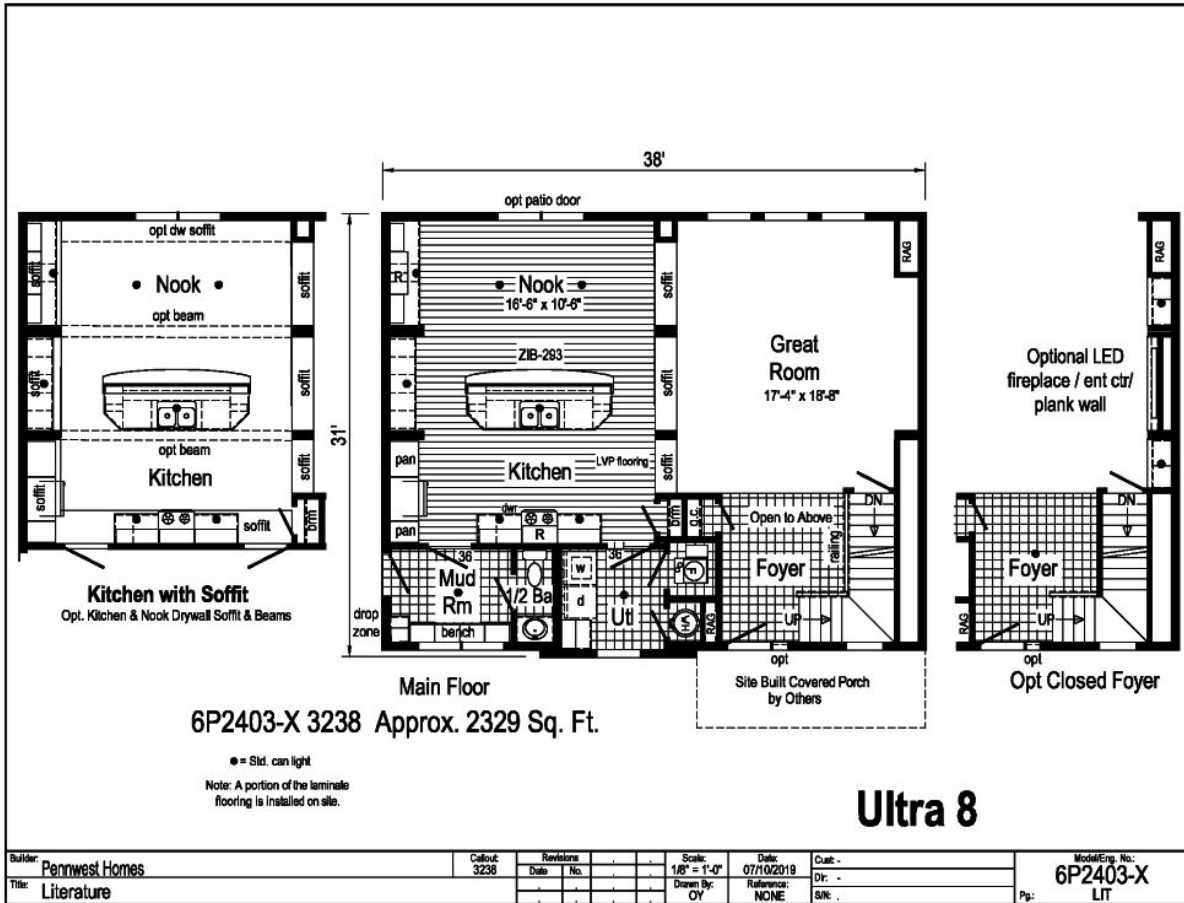 38'
opt patio door
opt dw soffit
soffit
Nook
soffit
opt beam
soffit
soffit
opt beam
Kitchen
soffit
soffit
brm
Kitchen with Soffit
Opt. Kitchen & Nook Drywall Soffit & Beams
31'
R
Nook
16'-6" x 10'-6"
soffit
ZIB-293
soffit
pan
Kitchen
LVP flooring
soffit
pan
dwr
R
brm
g.c.
Great
Room
17'-4" x 18'-8"
RAG
DN
Open to Above
railing
Foyer
UP
36
Mud
Rm
1/2 Ba
drop
zone
bench
w
d
36
Utl
RAG
opt
Site Built Covered Porch
by Others
RAG
Optional LED
fireplace / ent ctr/
plank wall
DN
Foyer
RAG
UP
opt
Opt Closed Foyer
Main Floor
6P2403-X 3238 Approx. 2329 Sq. Ft.
● = Std. can light
Note: A portion of the laminate
flooring is installed on site.
Ultra 8
Builder: Pennwest Homes
Title: Literature
Callout:
3238
Revisions
Date No.
Scale:
1/8" = 1'-0"
Drawn By:
OY
Date:
07/10/2019
Reference:
NONE
Cust: -
Dir: -
S/N: .
Model/Eng. No.:
6P2403-X
Pg.: LIT